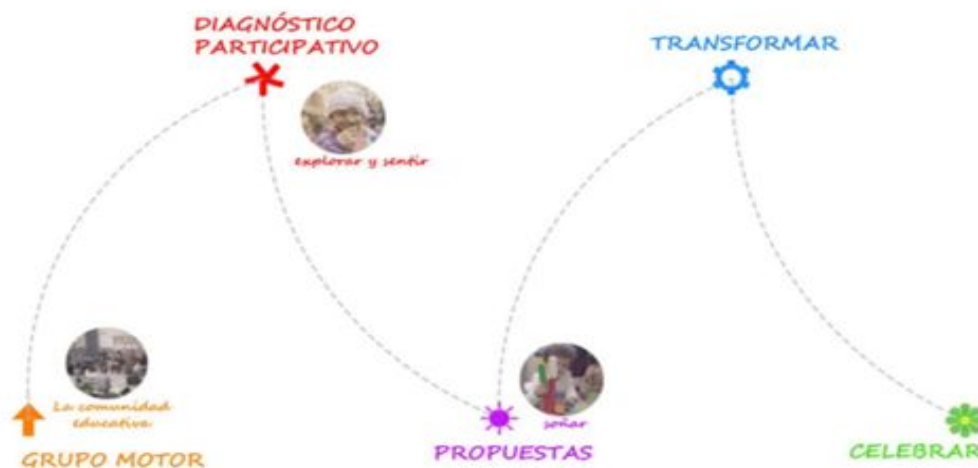 DIAGNÓSTICO
PARTICIPATIVO
explorar y sentir
TRANSFORMAR
La comunidad
educativa
GRUPO MOTOR
soñar
PROPUESTAS
CELEBRAR